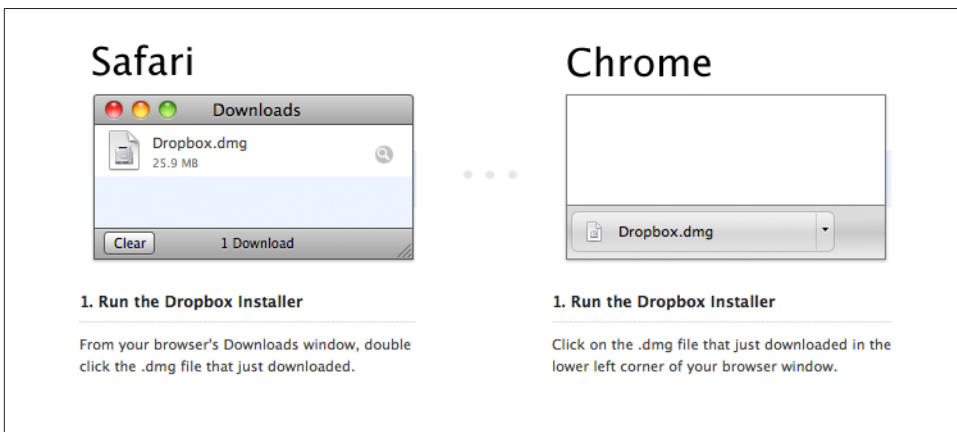 Safari
Downloads
Dropbox.dmg
25.9 MB
Clear
1 Download
1. Run the Dropbox Installer
From your browser's Downloads window, double
click the .dmg file that just downloaded.
Chrome
Dropbox.dmg
1. Run the Dropbox Installer
Click on the .dmg file that just downloaded in the
lower left corner of your browser window.